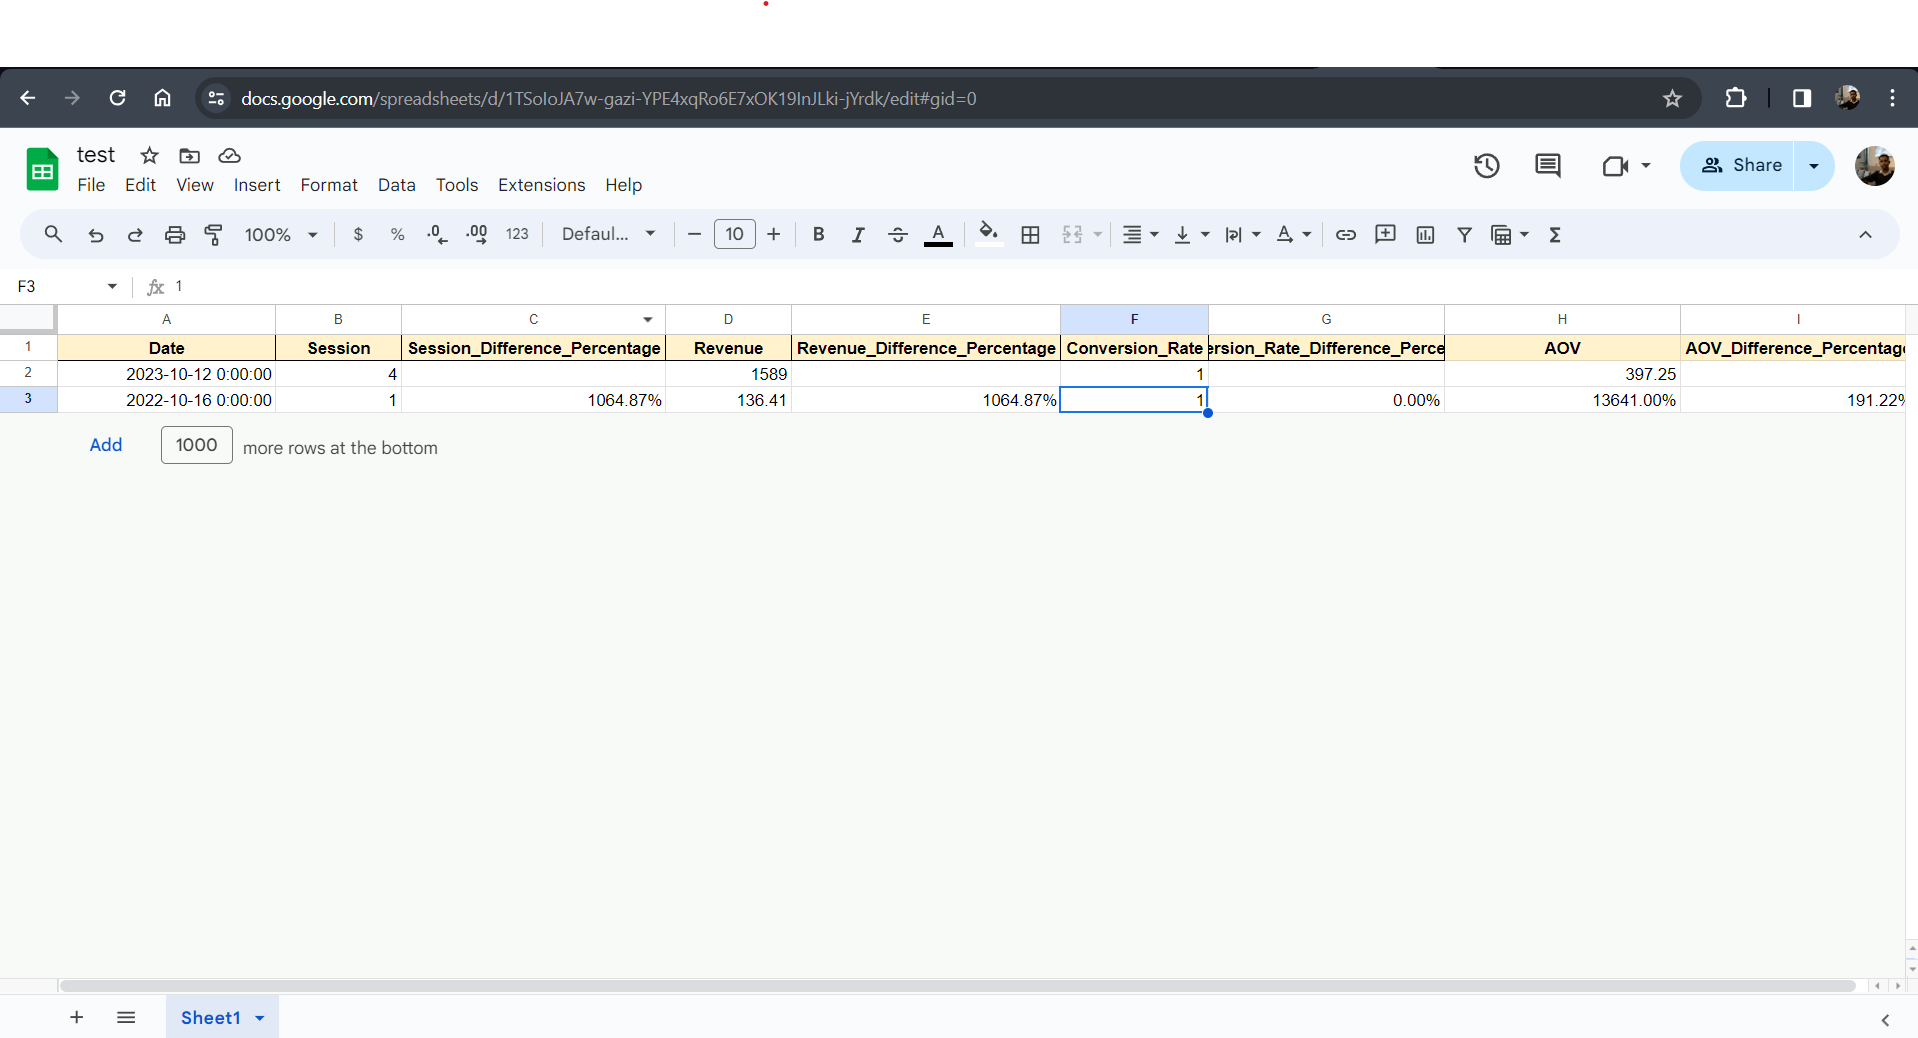 docs.google.com/spreadsheets/d/1TSoIoJA7w-gazi-YPE4xqRo6E7xOK19InJLki-jYrdk/edit#gid=0
test
File Edit View Insert Format Data Tools Extensions Help
Share
100% $ % .0 .00 123 Defaul... 10 B I S A A Σ
F3 fx 1
A B C D E F G H I
1 Date Session Session_Difference_Percentage Revenue Revenue_Difference_Percentage Conversion_Rate ersion_Rate_Difference_Perce AOV AOV_Difference_Percentag
2 2023-10-12 0:00:00 4 1589 1 397.25
3 2022-10-16 0:00:00 1 1064.87% 136.41 1064.87% 1 0.00% 13641.00% 191.22%
Add 1000 more rows at the bottom
Sheet1